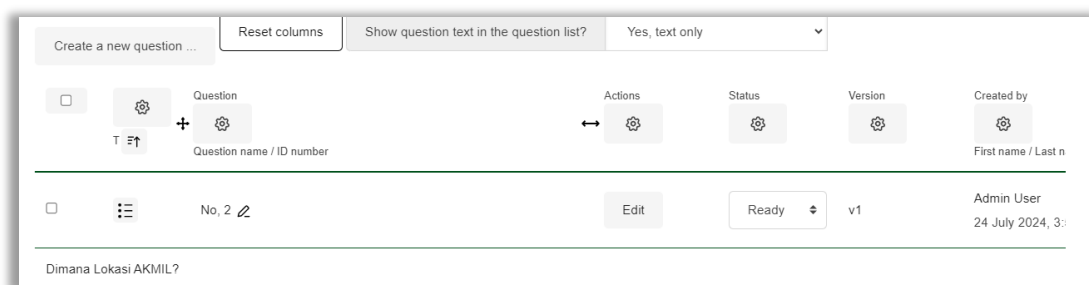 Create a new question ...
Reset columns
Show question text in the question list?
Yes, text only
Question
Actions
Status
Version
Created by
T
Question name / ID number
First name / Last n
No, 2
Edit
Ready
v1
Admin User
24 July 2024, 3:
Dimana Lokasi AKMIL?